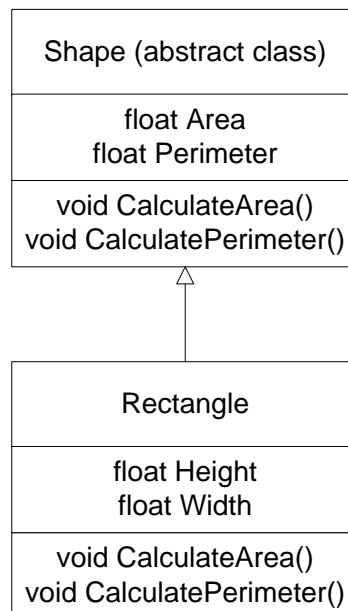 Shape (abstract class)
float Area
float Perimeter
void CalculateArea()
void CalculatePerimeter()
Rectangle
float Height
float Width
void CalculateArea()
void CalculatePerimeter()